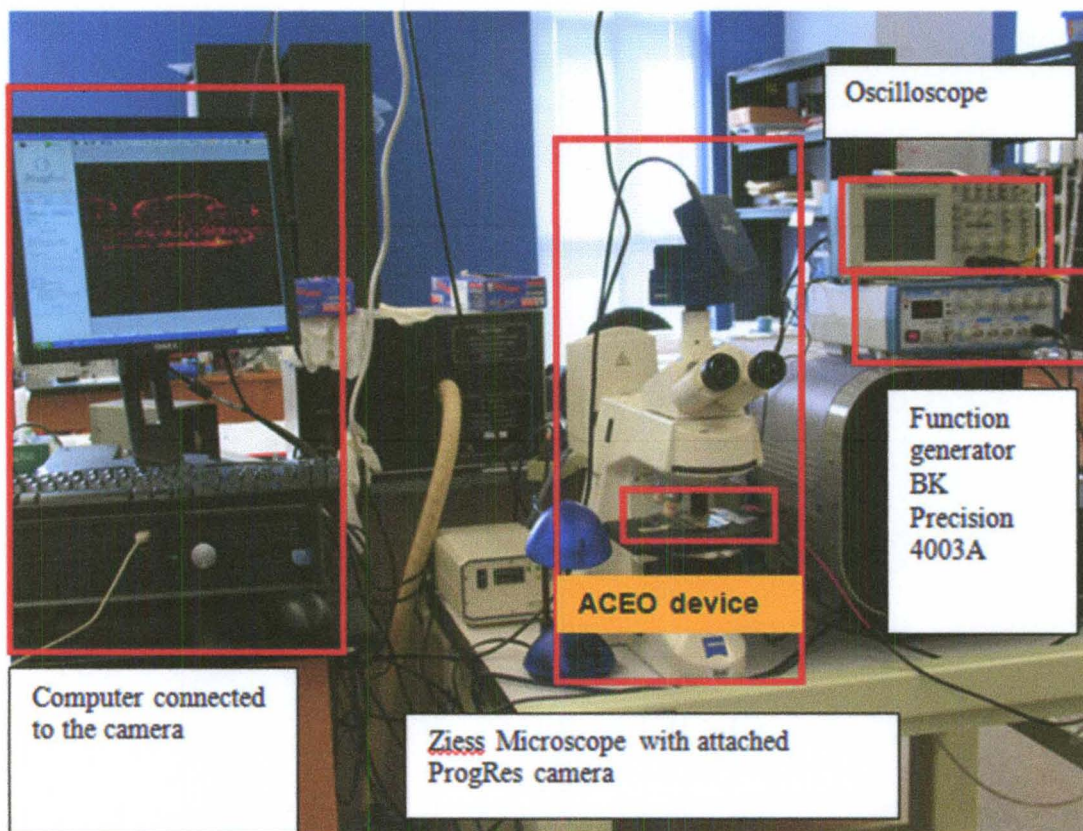 Oscilloscope
Function
generator
BK
Precision
4003A
ACEO device
Computer connected
to the camera
Ziess Microscope with attached
ProgRes camera